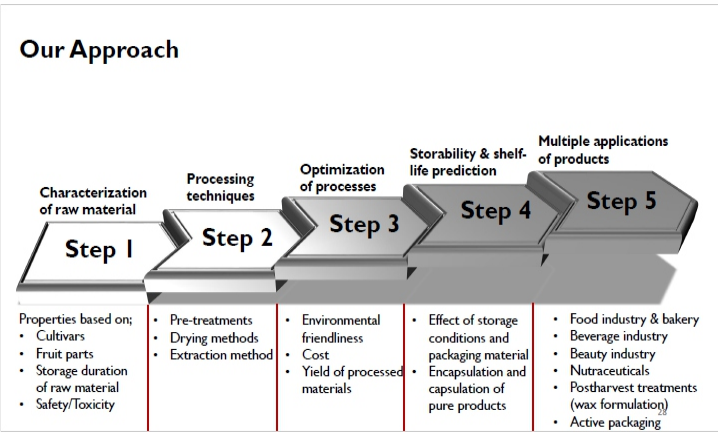 Our Approach
Characterization
of raw material
Step 1
Processing
techniques
Step 2
Optimization
of processes
Step 3
Storability & shelf-
life prediction
Step 4
Multiple applications
of products
Step 5
Properties based on;
• Cultivars
• Fruit parts
• Storage duration
of raw material
• Safety/Toxicity
• Pre-treatments
• Drying methods
• Extraction method
• Environmental
friendliness
• Cost
• Yield of processed
materials
• Effect of storage
conditions and
packaging material
• Encapsulation and
capsulation of
pure products
• Food industry & bakery
• Beverage industry
• Beauty industry
• Nutraceuticals
• Postharvest treatments
(wax formulation)
• Active packaging
28